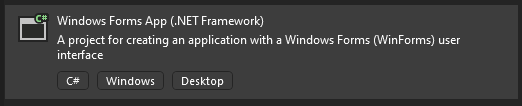 C#
Windows Forms App (.NET Framework)
A project for creating an application with a Windows Forms (WinForms) user
interface
C#
Windows
Desktop